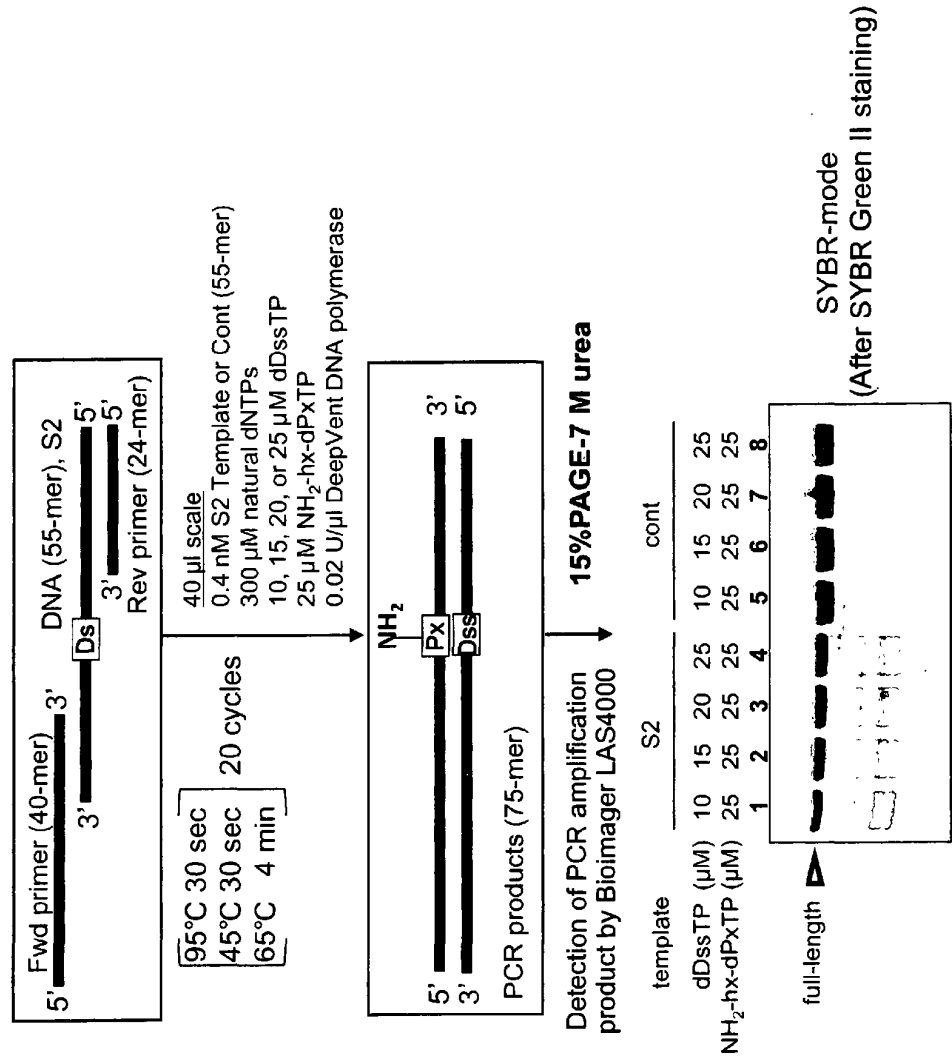 Fwd primer (40-mer)
5' 3'
DNA (55-mer), S2
3' Ds 5'
3' 5'
Rev primer (24-mer)
95°C 30 sec
45°C 30 sec
65°C 4 min
20 cycles
40 µl scale
0.4 nM S2 Template or Cont (55-mer)
300 µM natural dNTPs
10, 15, 20, or 25 µM dDssTP
25 µM NH₂-hx-dPxTP
0.02 U/µl DeepVent DNA polymerase
NH₂
5' Px 3'
3' Dss 5'
PCR products (75-mer)
Detection of PCR amplification
product by Bioimager LAS4000
15%PAGE-7 M urea
template S2 cont
dDssTP (µM) 10 15 20 25 10 15 20 25
NH₂-hx-dPxTP (µM) 25 25 25 25 25 25 25 25
1 2 3 4 5 6 7 8
full-length
SYBR-mode
(After SYBR Green II staining)